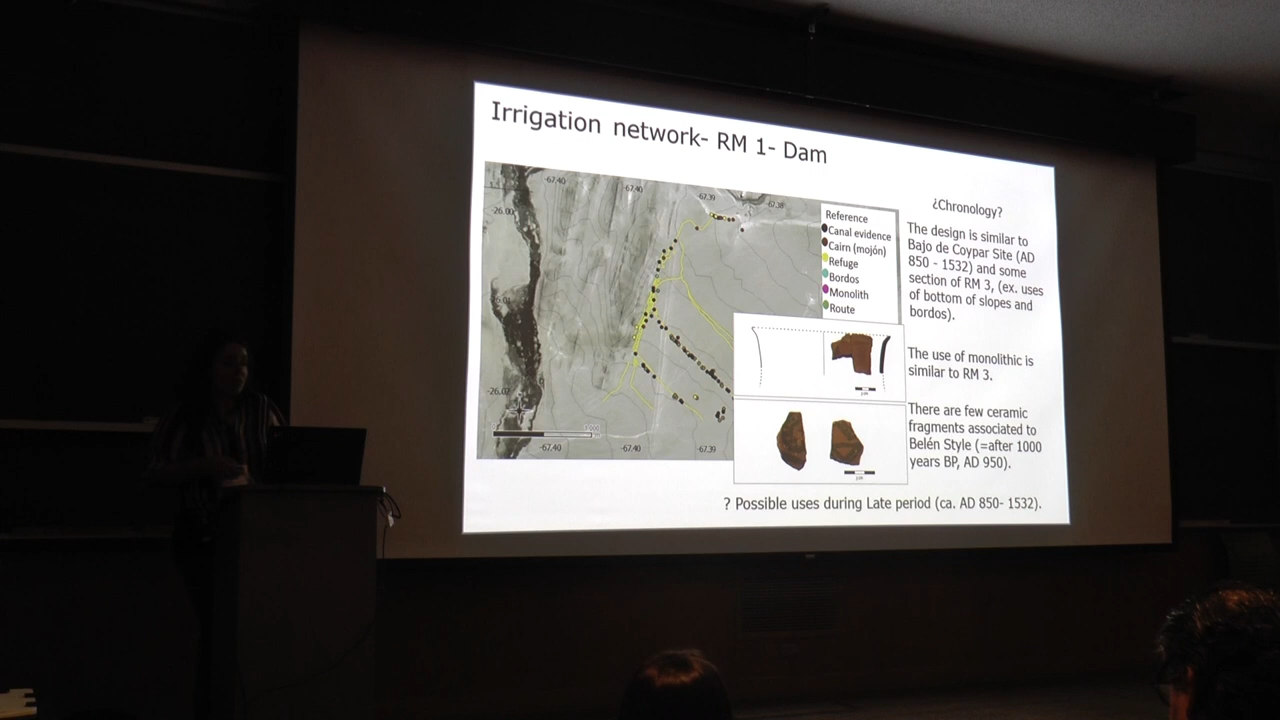 Irrigation network- RM 1- Dam
-67.40
-67.40
-67.39
-67.38
-26.00
-26.01
-26.02
1.000
-67.40
-67.40
-67.39
Reference
Canal evidence
Cairn (mojón)
Refuge
Bordos
Monolith
Route
¿Chronology?
The design is similar to
Bajo de Coypar Site (AD
850 - 1532) and some
section of RM 3, (ex. uses
of bottom of slopes and
bordos).
The use of monolithic is
similar to RM 3.
There are few ceramic
fragments associated to
Belén Style (=after 1000
years BP, AD 950).
? Possible uses during Late period (ca. AD 850- 1532).